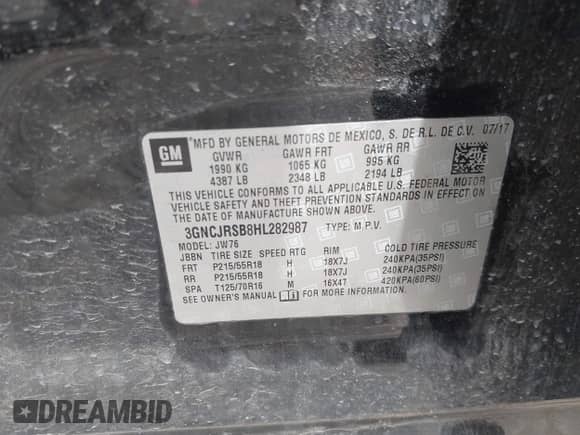 GM
*MFD BY GENERAL MOTORS DE MEXICO, S. DE R.L. DE C.V. 07/17
GVWR GAWR FRT GAWR RR
1990 KG 1065 KG 995 KG
4387 LB 2348 LB 2194 LB
THIS VEHICLE CONFORMS TO ALL APPLICABLE U.S. FEDERAL MOTOR
VEHICLE SAFETY AND THEFT PREVENTION STANDARDS IN EFFECT ON
THE DATE OF MANUFACTURE SHOWN ABOVE.
3GNCJRSB8HL282987 TYPE: M.P.V.
MODEL: JW76
JBBN TIRE SIZE SPEED RTG RIM COLD TIRE PRESSURE
FRT P215/55R18 H 18X7J 240KPA(35PSI)
RR P215/55R18 H 18X7J 240KPA(35PSI)
SPA T125/70R16 M 16X4T 420KPA(60PSI)
SEE OWNER'S MANUAL FOR MORE INFORMATION.
DREAMBID